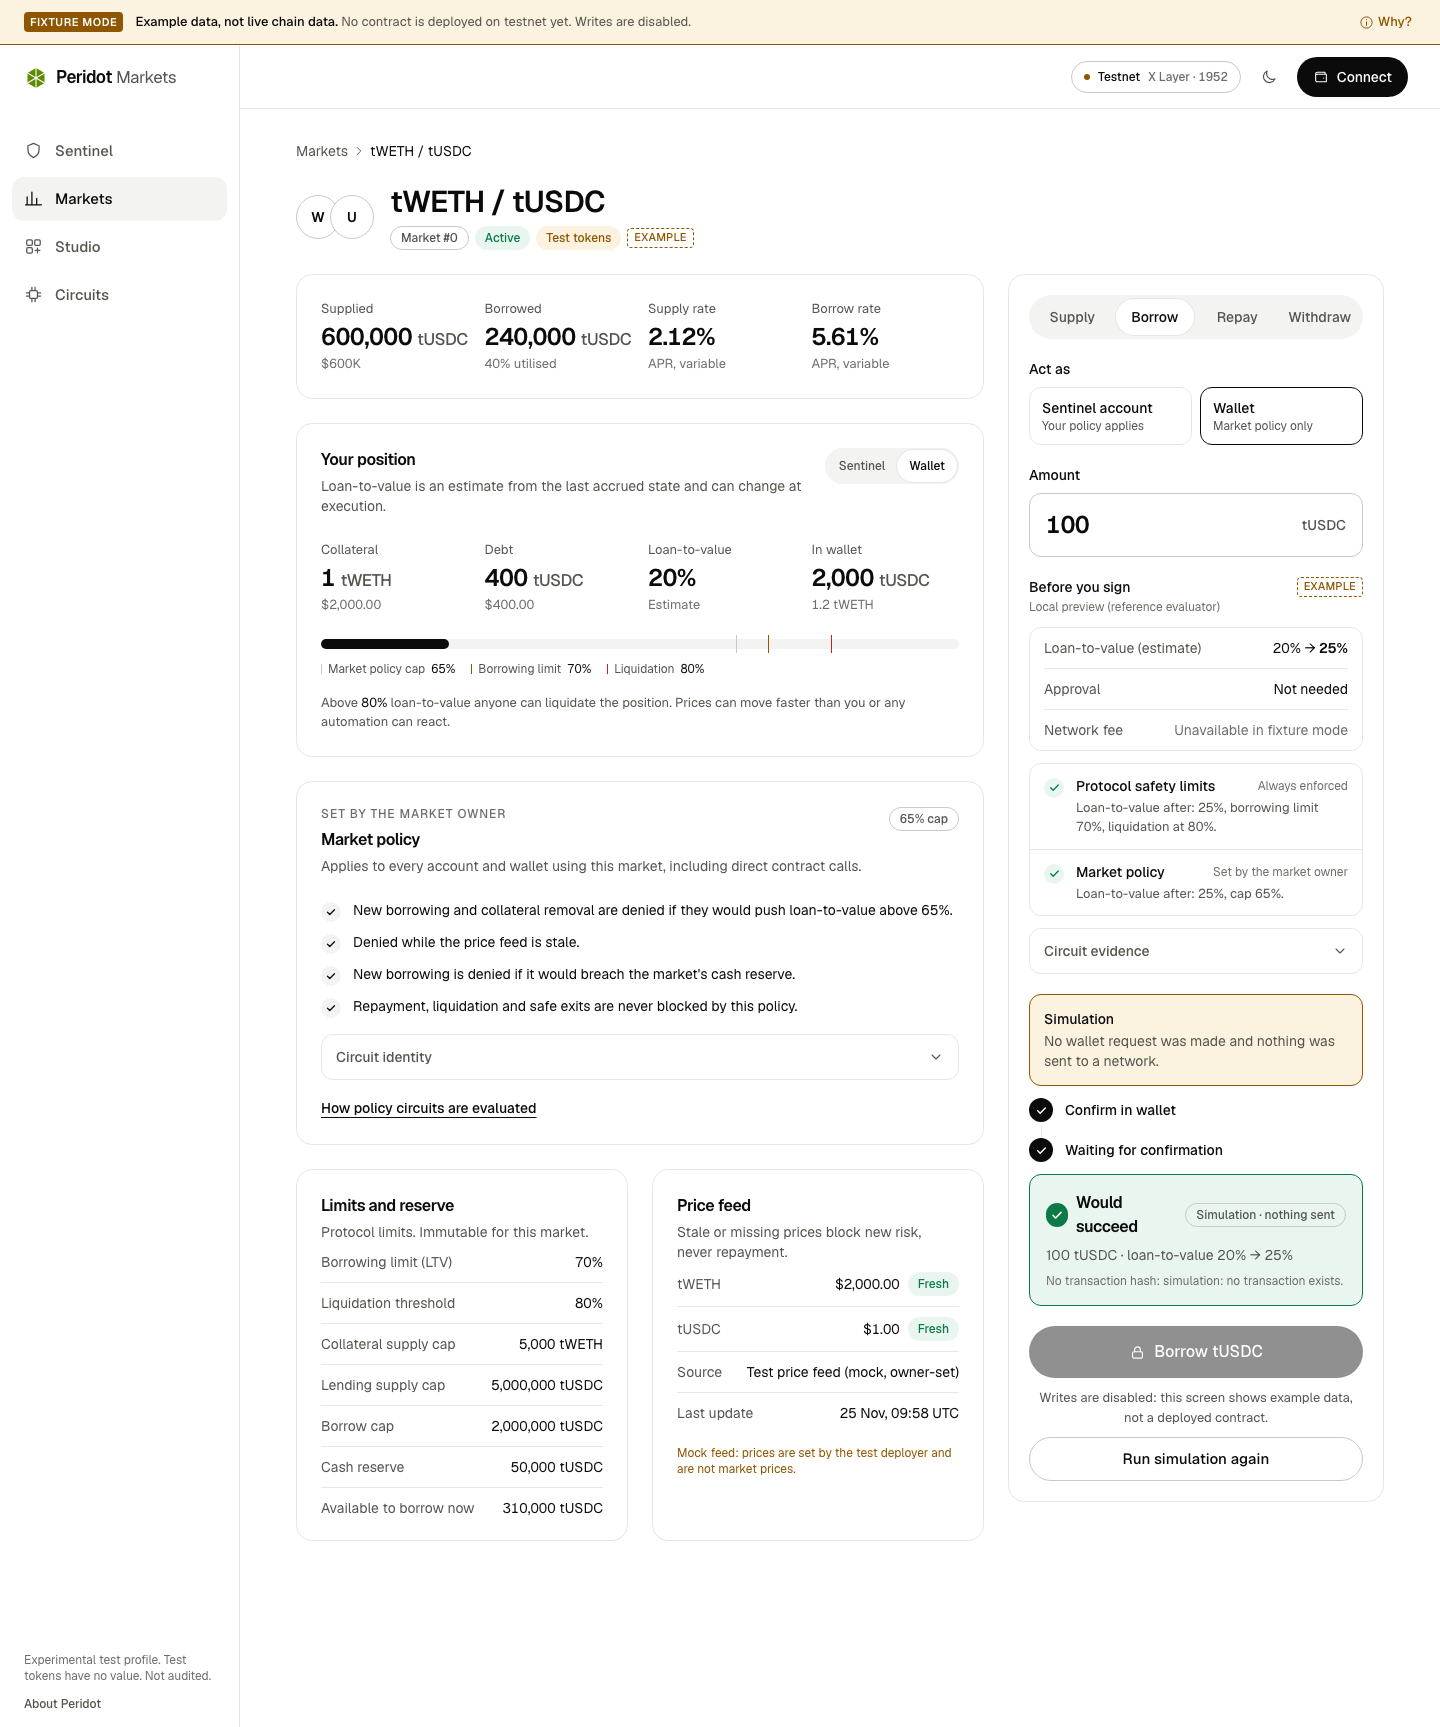 FIXTURE MODE Example data, not live chain data. No contract is deployed on testnet yet. Writes are disabled. Why?
Peridot Markets
Testnet X Layer · 1952
Connect
Sentinel
Markets
Studio
Circuits
Markets > tWETH / tUSDC
W U
tWETH / tUSDC
Market #0 Active Test tokens EXAMPLE
Supplied Borrowed Supply rate Borrow rate
600,000 tUSDC 240,000 tUSDC 2.12% 5.61%
$600K 40% utilised APR, variable APR, variable
Your position
Sentinel Wallet
Loan-to-value is an estimate from the last accrued state and can change at
execution.
Collateral Debt Loan-to-value In wallet
1 tWETH 400 tUSDC 20% 2,000 tUSDC
$2,000.00 $400.00 Estimate 1.2 tWETH
Market policy cap 65% Borrowing limit 70% Liquidation 80%
Above 80% loan-to-value anyone can liquidate the position. Prices can move faster than you or any
automation can react.
SET BY THE MARKET OWNER
65% cap
Market policy
Applies to every account and wallet using this market, including direct contract calls.
New borrowing and collateral removal are denied if they would push loan-to-value above 65%.
Denied while the price feed is stale.
New borrowing is denied if it would breach the market's cash reserve.
Repayment, liquidation and safe exits are never blocked by this policy.
Circuit identity
How policy circuits are evaluated
Limits and reserve
Protocol limits. Immutable for this market.
Borrowing limit (LTV) 70%
Liquidation threshold 80%
Collateral supply cap 5,000 tWETH
Lending supply cap 5,000,000 tUSDC
Borrow cap 2,000,000 tUSDC
Cash reserve 50,000 tUSDC
Available to borrow now 310,000 tUSDC
Price feed
Stale or missing prices block new risk,
never repayment.
tWETH $2,000.00 Fresh
tUSDC $1.00 Fresh
Source Test price feed (mock, owner-set)
Last update 25 Nov, 09:58 UTC
Mock feed: prices are set by the test deployer and
are not market prices.
Supply Borrow Repay Withdraw
Act as
Sentinel account Wallet
Your policy applies Market policy only
Amount
100 tUSDC
Before you sign EXAMPLE
Local preview (reference evaluator)
Loan-to-value (estimate) 20% → 25%
Approval Not needed
Network fee Unavailable in fixture mode
Protocol safety limits Always enforced
Loan-to-value after: 25%, borrowing limit
70%, liquidation at 80%.
Market policy Set by the market owner
Loan-to-value after: 25%, cap 65%.
Circuit evidence
Simulation
No wallet request was made and nothing was
sent to a network.
Confirm in wallet
Waiting for confirmation
Would
succeed
Simulation · nothing sent
100 tUSDC · loan-to-value 20% → 25%
No transaction hash: simulation: no transaction exists.
Borrow tUSDC
Writes are disabled: this screen shows example data,
not a deployed contract.
Run simulation again
Experimental test profile. Test
tokens have no value. Not audited.
About Peridot